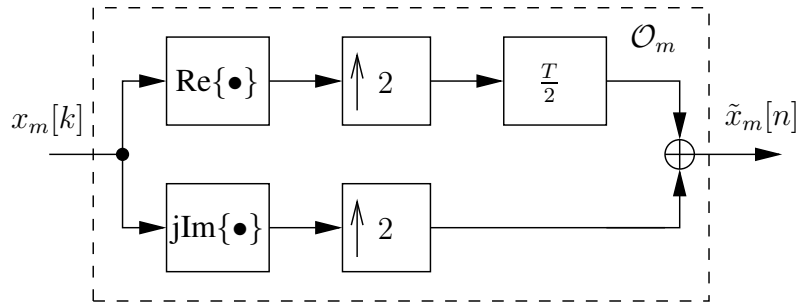 𝒪_m
Re{●} ↑ 2 T/2
x_m[k] x̃_m[n]
jIm{●} ↑ 2